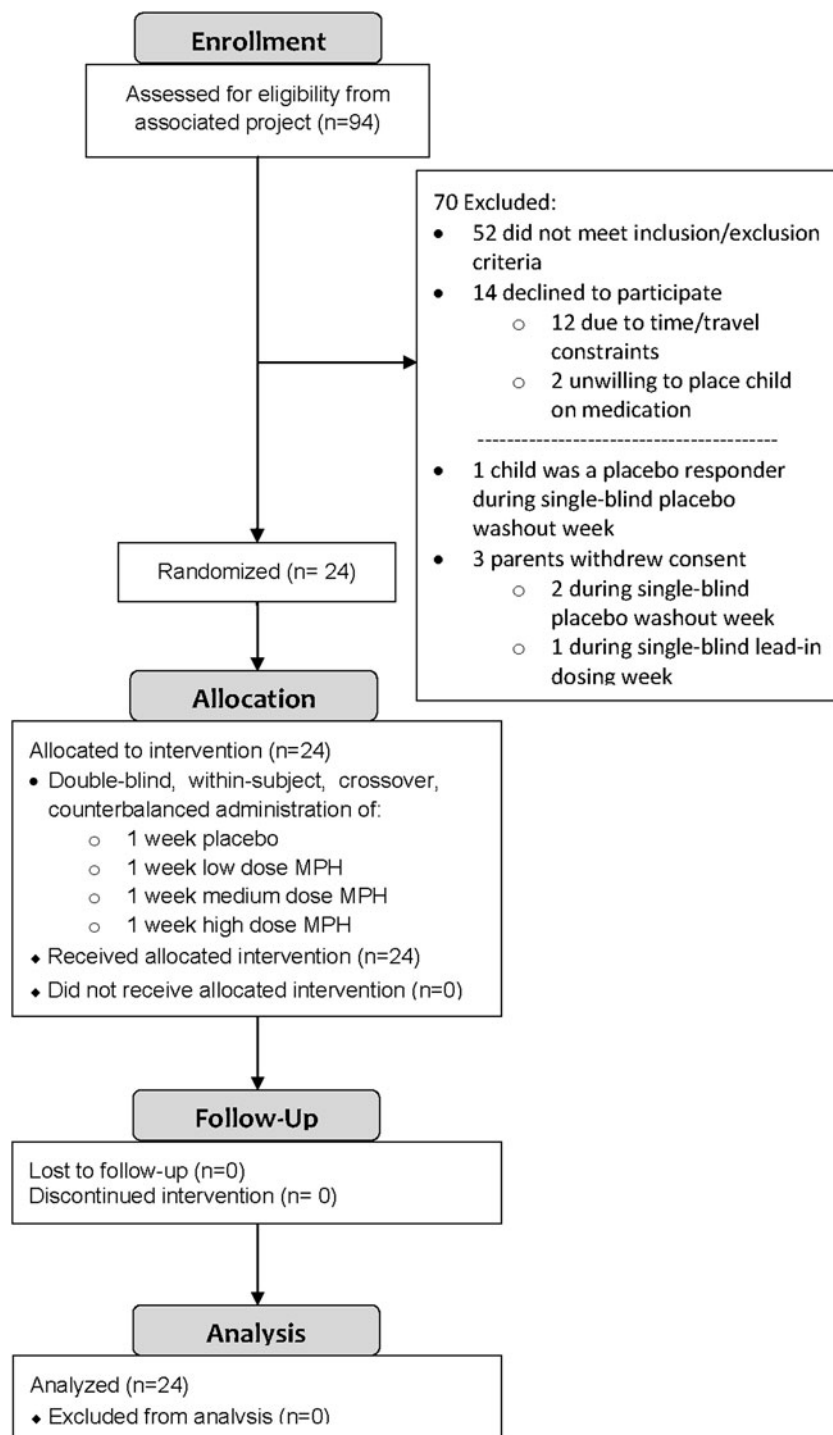 Enrollment
Assessed for eligibility from
associated project (n=94)
70 Excluded:
• 52 did not meet inclusion/exclusion
criteria
• 14 declined to participate
o 12 due to time/travel
constraints
o 2 unwilling to place child
on medication
-----------------------------------------
• 1 child was a placebo responder
during single-blind placebo
washout week
• 3 parents withdrew consent
o 2 during single-blind
placebo washout week
o 1 during single-blind lead-in
dosing week
Randomized (n= 24)
Allocation
Allocated to intervention (n=24)
• Double-blind, within-subject, crossover,
counterbalanced administration of:
o 1 week placebo
o 1 week low dose MPH
o 1 week medium dose MPH
o 1 week high dose MPH
♦ Received allocated intervention (n=24)
♦ Did not receive allocated intervention (n=0)
Follow-Up
Lost to follow-up (n=0)
Discontinued intervention (n= 0)
Analysis
Analyzed (n=24)
♦ Excluded from analysis (n=0)